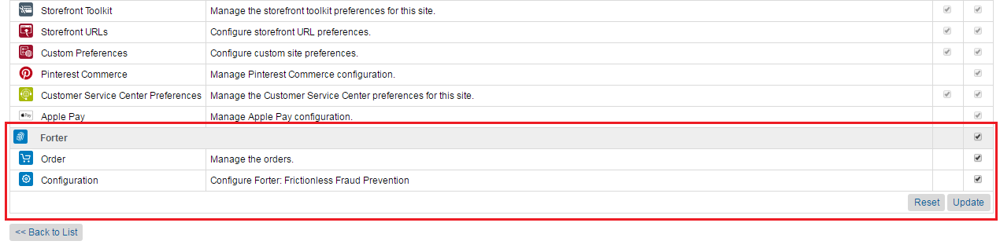 Storefront Toolkit Manage the storefront toolkit preferences for this site.
Storefront URLs Configure storefront URL preferences.
Custom Preferences Configure custom site preferences.
Pinterest Commerce Manage Pinterest Commerce configuration.
Customer Service Center Preferences Manage the Customer Service Center preferences for this site.
Pay Apple Pay Manage Apple Pay configuration.
Forter
Order Manage the orders.
Configuration Configure Forter: Frictionless Fraud Prevention
Reset Update
<< Back to List